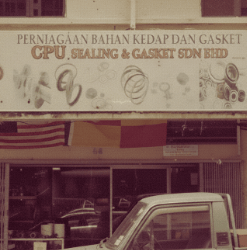 PERNIAGAAN BAHAN KEDAP DAN GASKET
CPU SEALING & GASKET SDN BHD